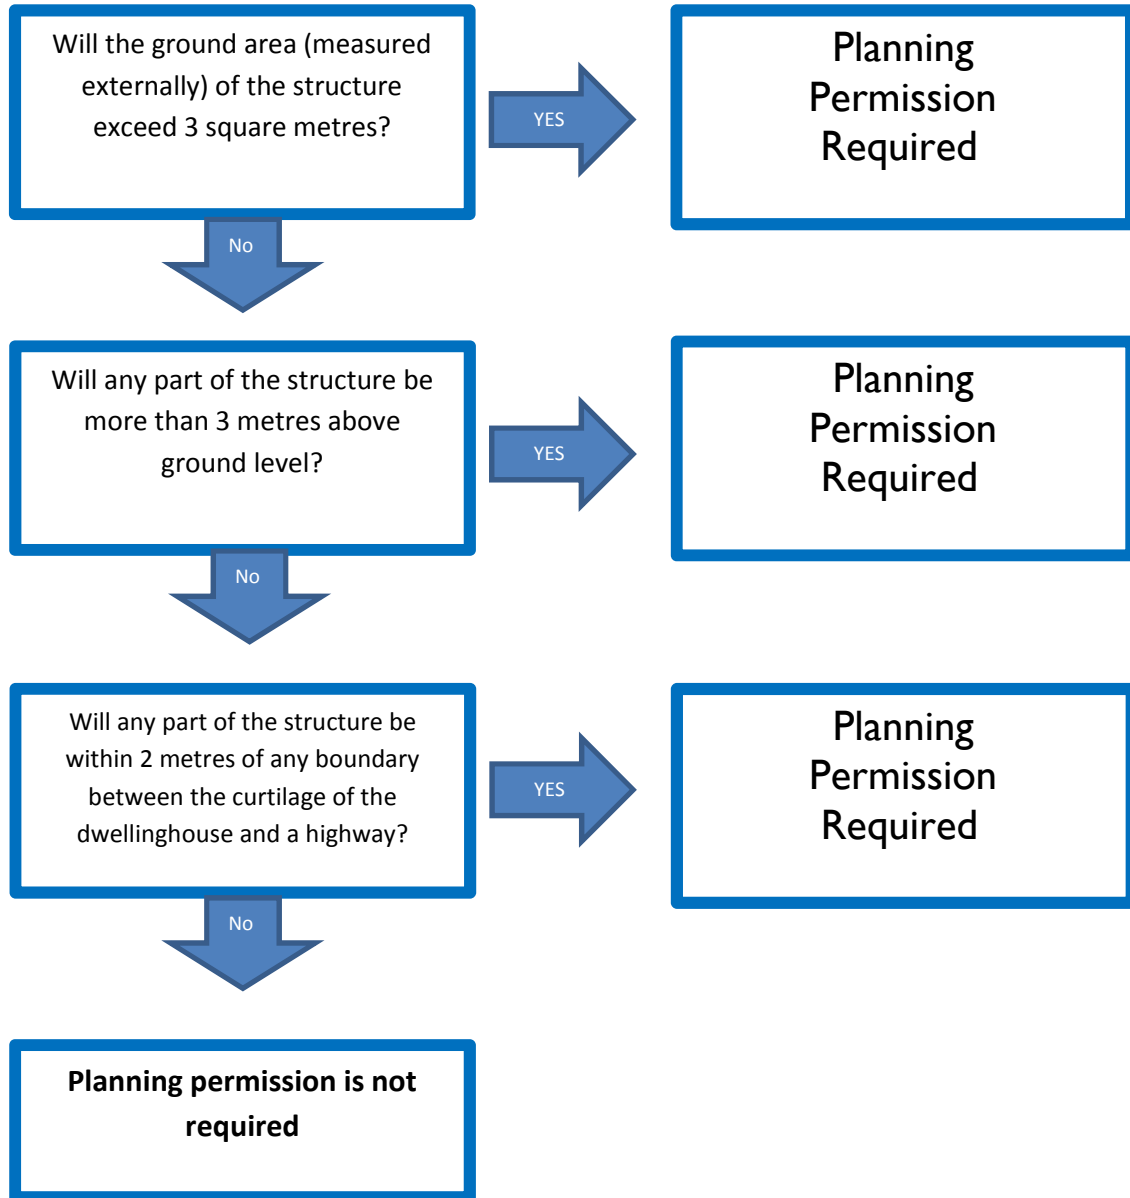 Will the ground area (measured
externally) of the structure
exceed 3 square metres?
YES
Planning
Permission
Required
No
Will any part of the structure be
more than 3 metres above
ground level?
YES
Planning
Permission
Required
No
Will any part of the structure be
within 2 metres of any boundary
between the curtilage of the
dwellinghouse and a highway?
YES
Planning
Permission
Required
No
Planning permission is not
required